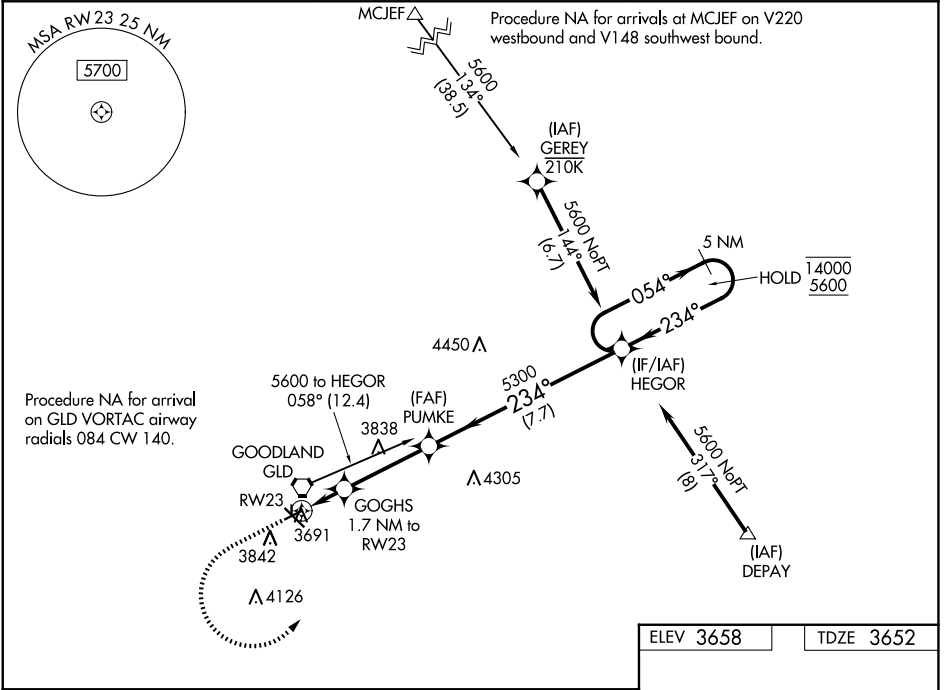 MSA RW 23 25 NM
5700
MCJEF
Procedure NA for arrivals at MCJEF on V220
westbound and V148 southwest bound.
5600
134°
(38.5)
(IAF)
GEREY
210K
5600 NoPT
144°
(6.7)
5 NM
HOLD
14000
5600
054°
234°
(IF/IAF)
HEGOR
4450
5300
234°
(7.7)
5600 to HEGOR
058° (12.4)
(FAF)
PUMKE
Procedure NA for arrival
on GLD VORTAC airway
radials 084 CW 140.
3838
GOODLAND
GLD
4305
RW23
GOGHS
1.7 NM to
RW23
3691
3842
4126
5600 NoPT
317°
(8)
(IAF)
DEPAY
ELEV 3658
TDZE 3652